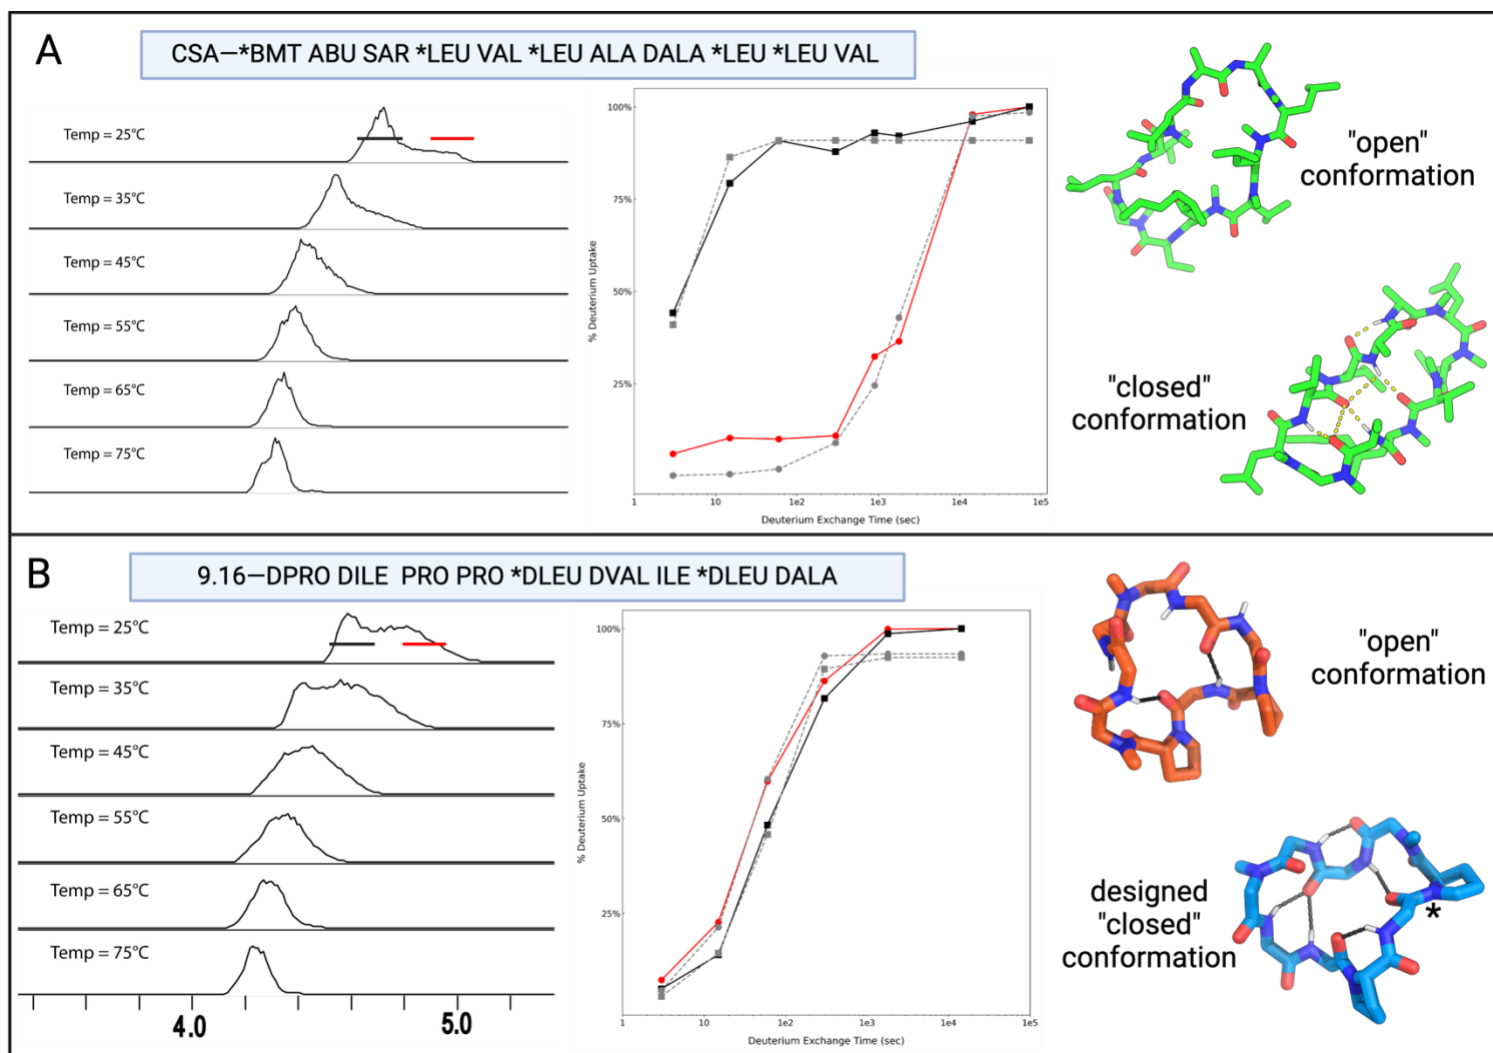 A
CSA—*BMT ABU SAR *LEU VAL *LEU ALA DALA *LEU *LEU VAL
Temp = 25°C
Temp = 35°C
Temp = 45°C
Temp = 55°C
Temp = 65°C
Temp = 75°C
100%
75%
50%
25%
% Deuterium Uptake
1
10
1e2
1e3
1e4
1e5
Deuterium Exchange Time (sec)
"open"
conformation
"closed"
conformation
B
9.16—DPRO DILE PRO PRO *DLEU DVAL ILE *DLEU DALA
Temp = 25°C
Temp = 35°C
Temp = 45°C
Temp = 55°C
Temp = 65°C
Temp = 75°C
4.0
5.0
100%
75%
50%
25%
% Deuterium Uptake
1
10
1e2
1e3
1e4
1e5
Deuterium Exchange Time (sec)
"open"
conformation
designed
"closed"
conformation
*